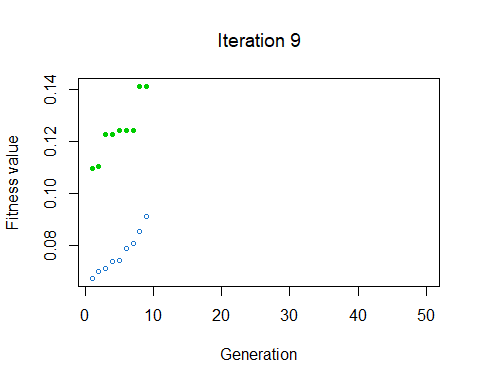 Iteration 9
Fitness value
0.14
0.12
0.10
0.08
0 10 20 30 40 50
Generation